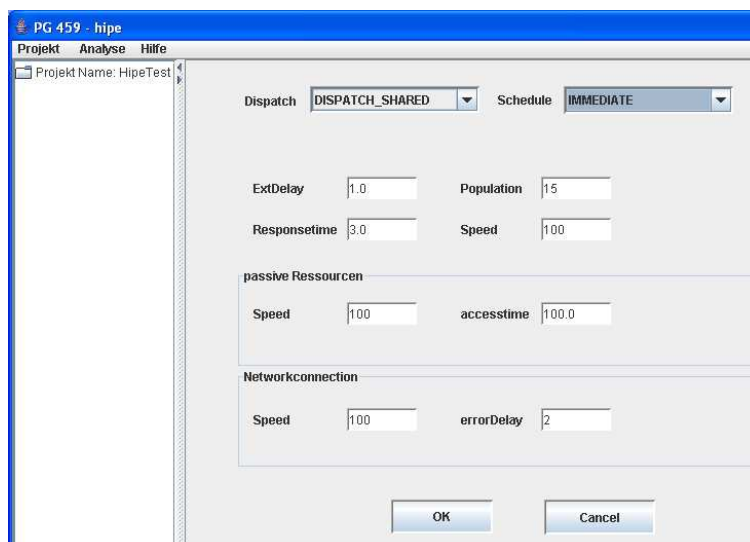 PG 459 - hipe
Projekt Analyse Hilfe
Projekt Name: HipeTest
Dispatch DISPATCH_SHARED Schedule IMMEDIATE
ExtDelay 1.0 Population 15
Responsetime 3.0 Speed 100
passive Ressourcen
Speed 100 accesstime 100.0
Networkconnection
Speed 100 errorDelay 2
OK Cancel